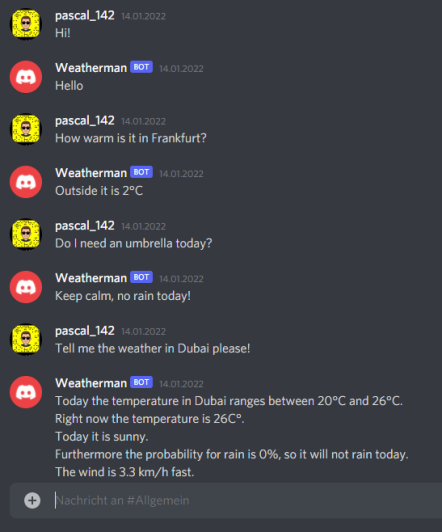 pascal_142 14.01.2022
Hi!
Weatherman BOT 14.01.2022
Hello
pascal_142 14.01.2022
How warm is it in Frankfurt?
Weatherman BOT 14.01.2022
Outside it is 2°C
pascal_142 14.01.2022
Do I need an umbrella today?
Weatherman BOT 14.01.2022
Keep calm, no rain today!
pascal_142 14.01.2022
Tell me the weather in Dubai please!
Weatherman BOT 14.01.2022
Today the temperature in Dubai ranges between 20°C and 26°C.
Right now the temperature is 26C°.
Today it is sunny.
Furthermore the probability for rain is 0%, so it will not rain today.
The wind is 3.3 km/h fast.
Nachricht an #Allgemein